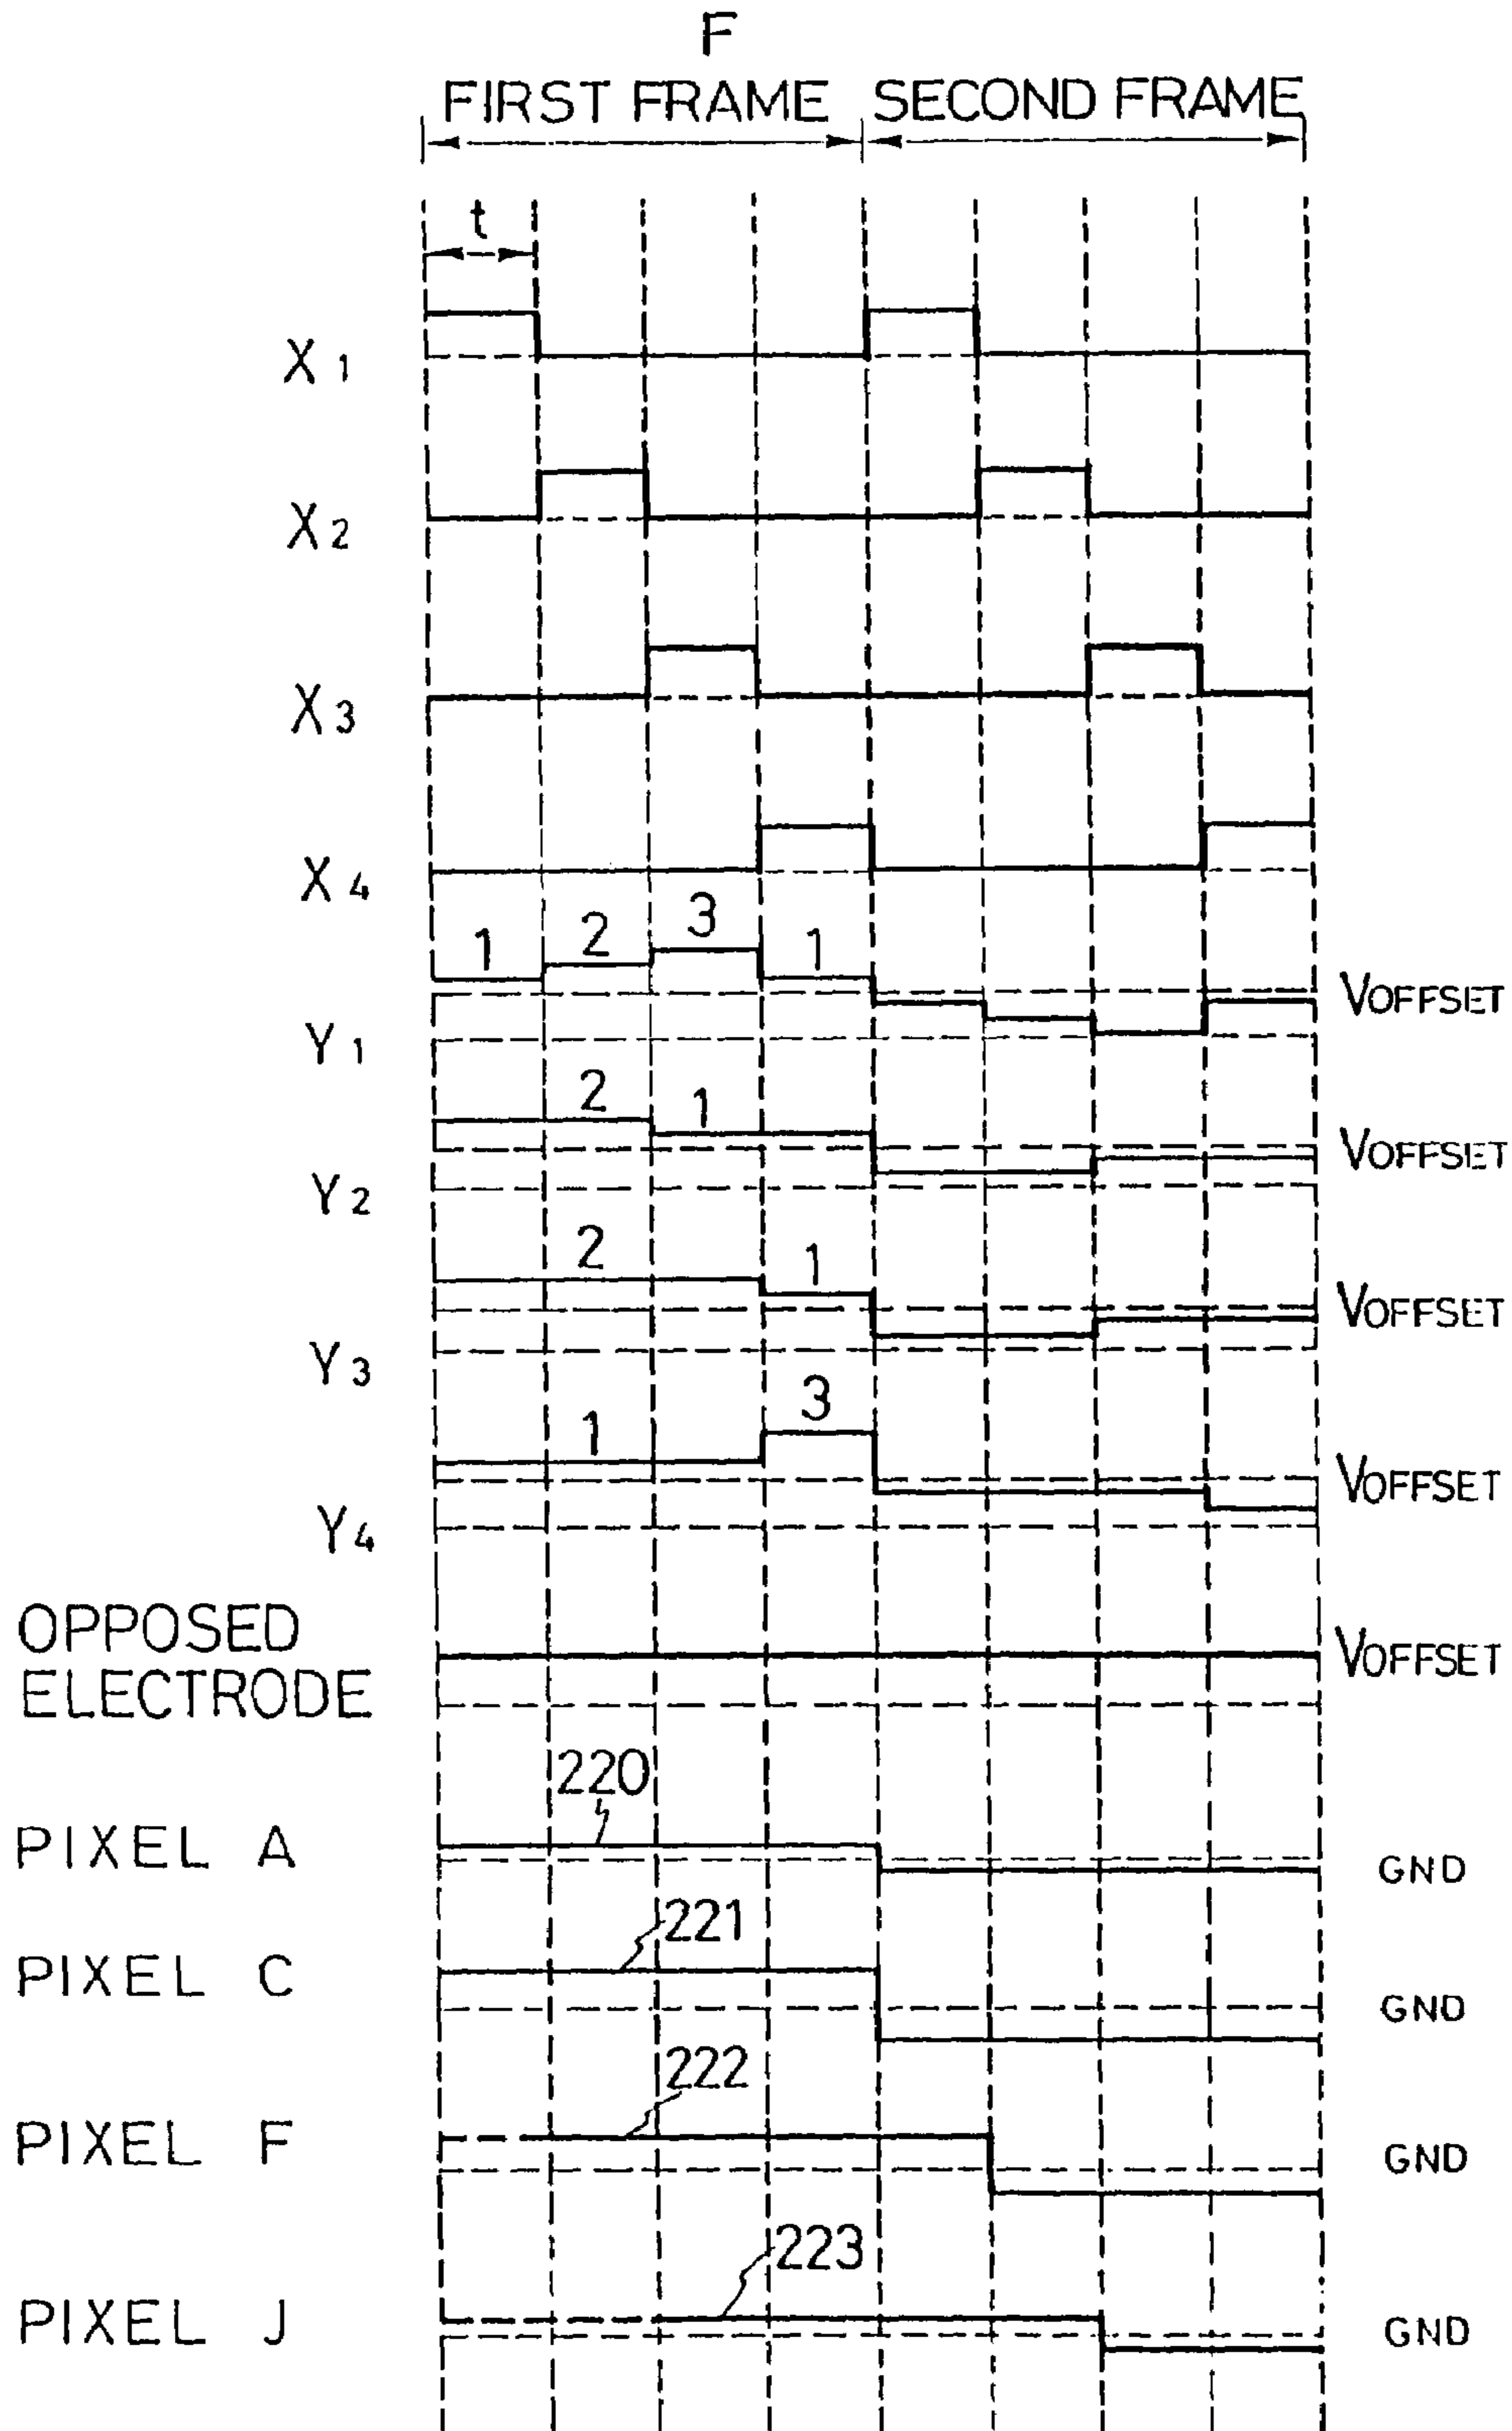 F
FIRST FRAME SECOND FRAME
t
X1
X2
X3
X4
1 2 3 1
VOFFSET
Y1
2 1
VOFFSET
Y2
2 1
VOFFSET
Y3
1 3
VOFFSET
Y4
OPPOSED
ELECTRODE
VOFFSET
220
PIXEL A
GND
221
PIXEL C
GND
222
PIXEL F
GND
223
PIXEL J
GND